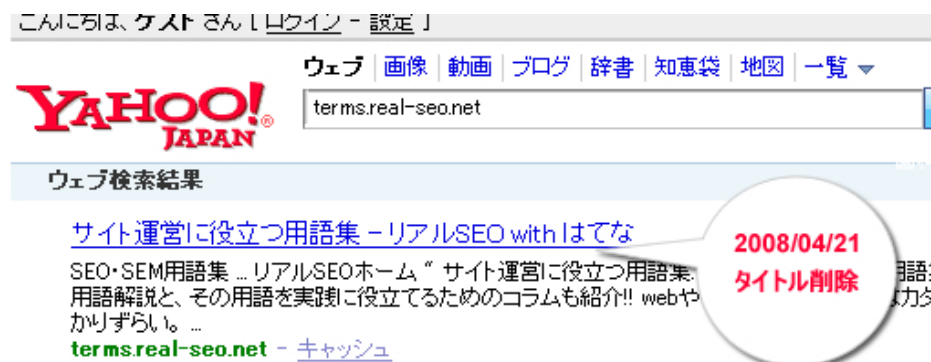 こんにちは、ゲスト さん [ ログイン - 設定 ]
ウェブ | 画像 | 動画 | ブログ | 辞書 | 知恵袋 | 地図 | 一覧 ▼
YAHOO! ® JAPAN
terms.real-seo.net
ウェブ検索結果
サイト運営に役立つ用語集 - リアルSEO with はてな
2008/04/21
タイトル削除
SEO・SEM用語集 ... リアルSEOホーム “ サイト運営に役立つ用語集
用語解説と、その用語を実践に役立てるためのコラムも紹介!! webや
かりずらい。 ...
terms.real-seo.net - キャッシュ